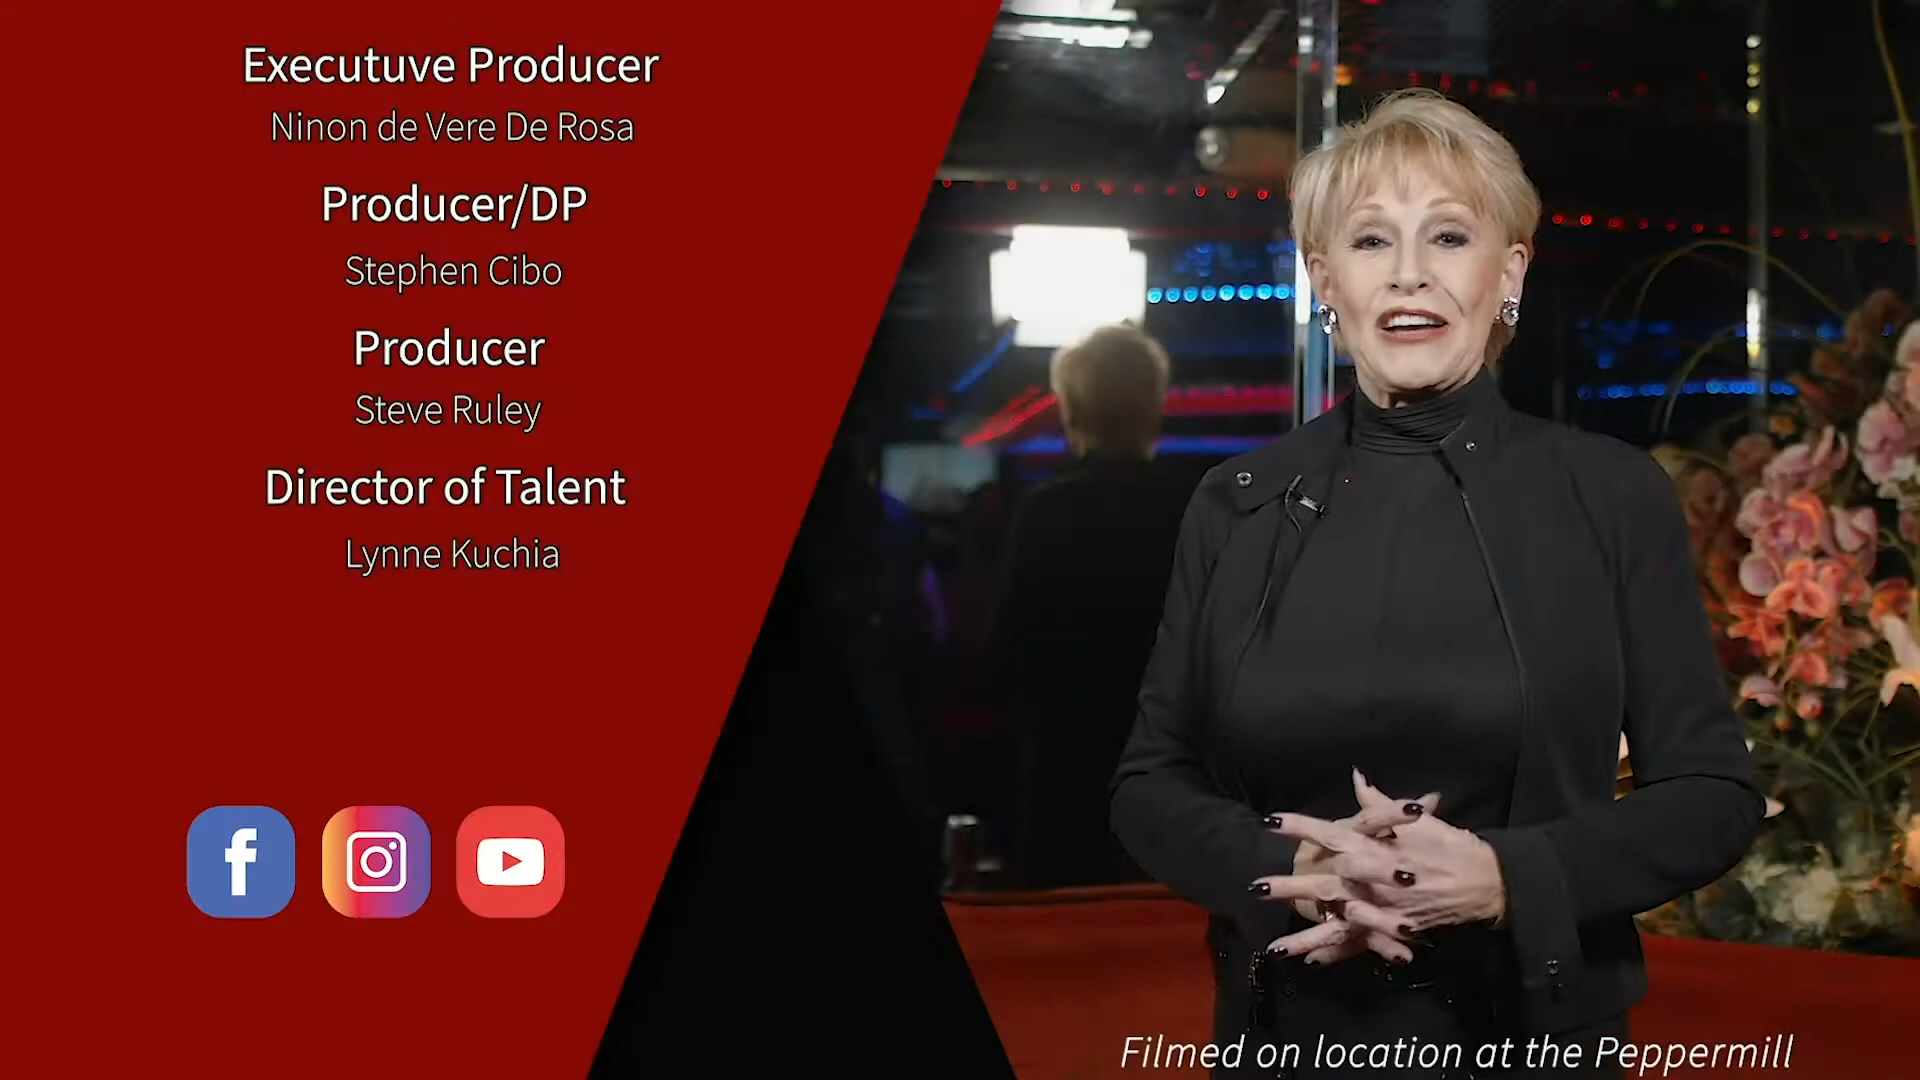 Executuve Producer
Ninon de Vere De Rosa
Producer/DP
Stephen Cibo
Producer
Steve Ruley
Director of Talent
Lynne Kuchia
Filmed on location at the Peppermill